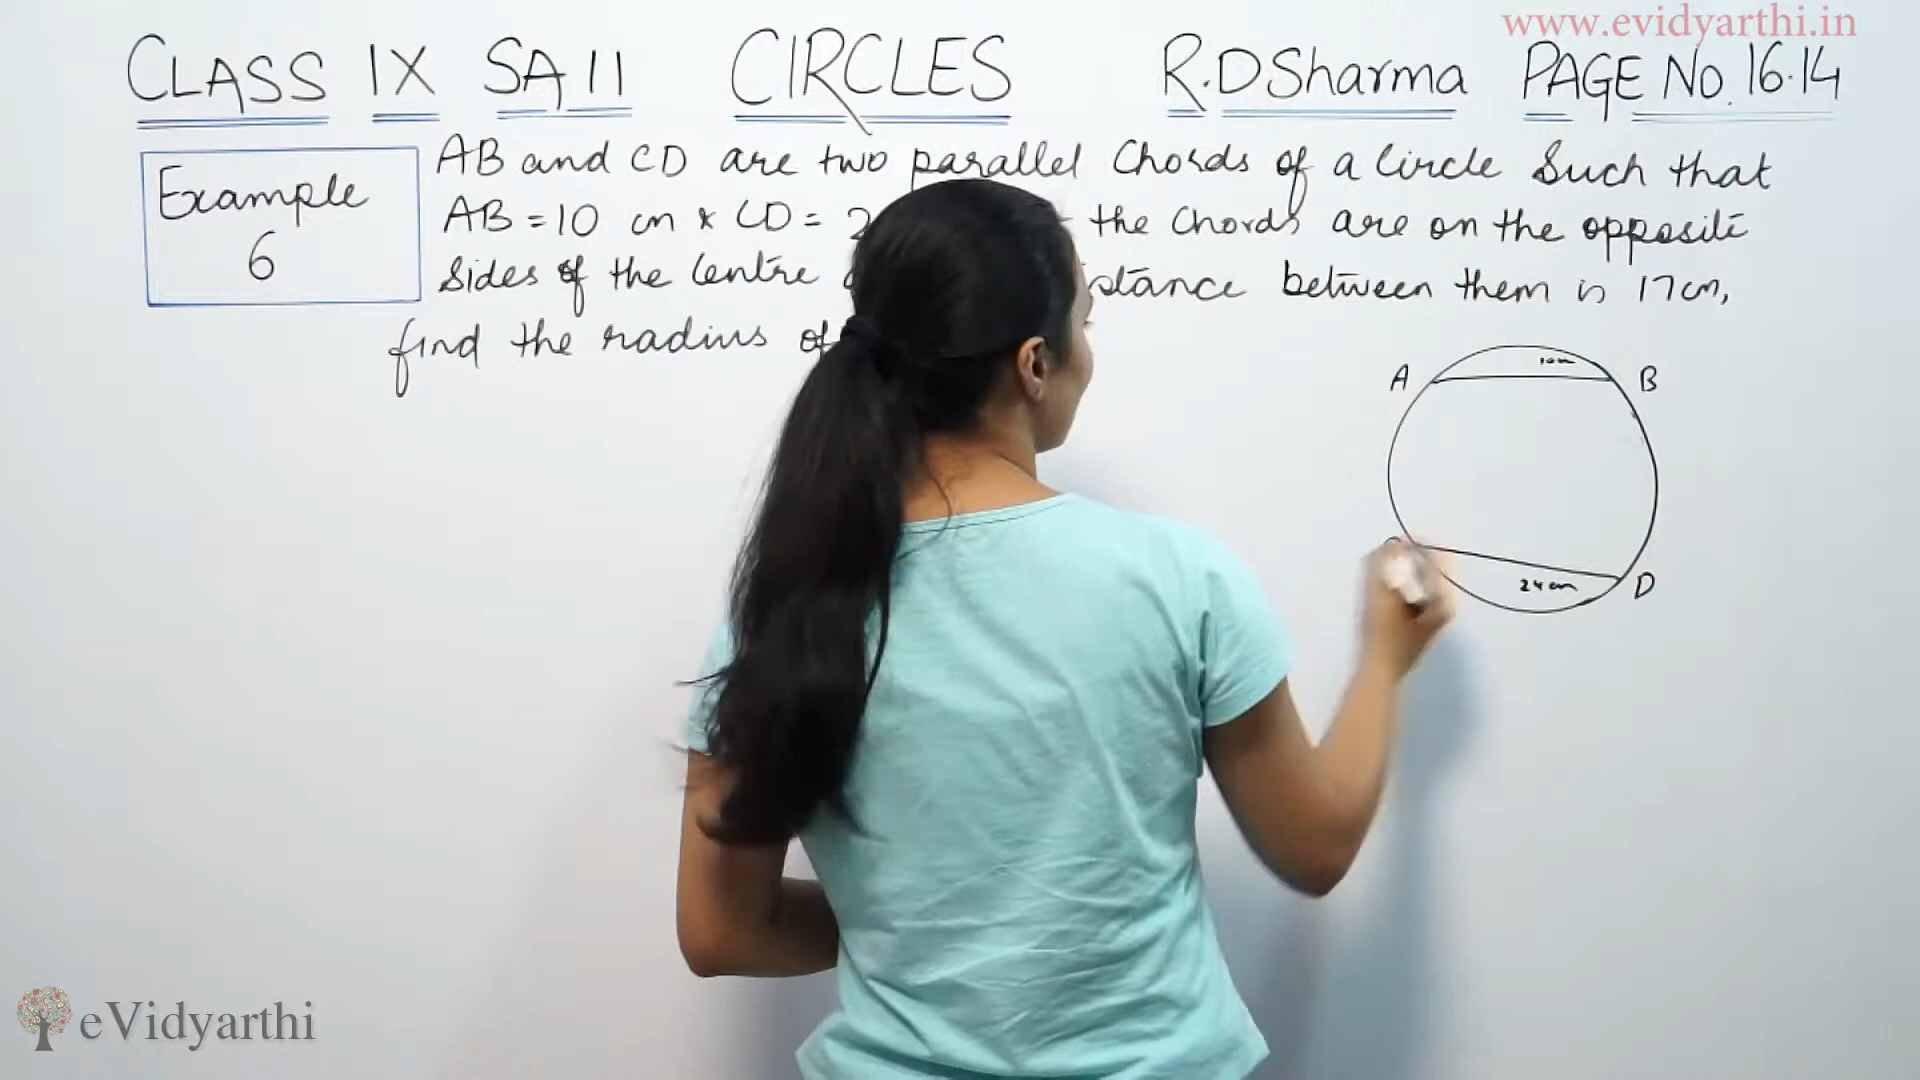 www.evidyarthi.in
CLASS IX SA II CIRCLES R.D Sharma PAGE No. 16.14
Example
6
AB and CD are two parallel Chords of a Circle Such that
AB = 10 cm & CD = 2 the Chords are on the opposite
Sides of the Centre stance between them is 17cm,
find the radius of
A 10cm B
24cm D
eVidyarthi